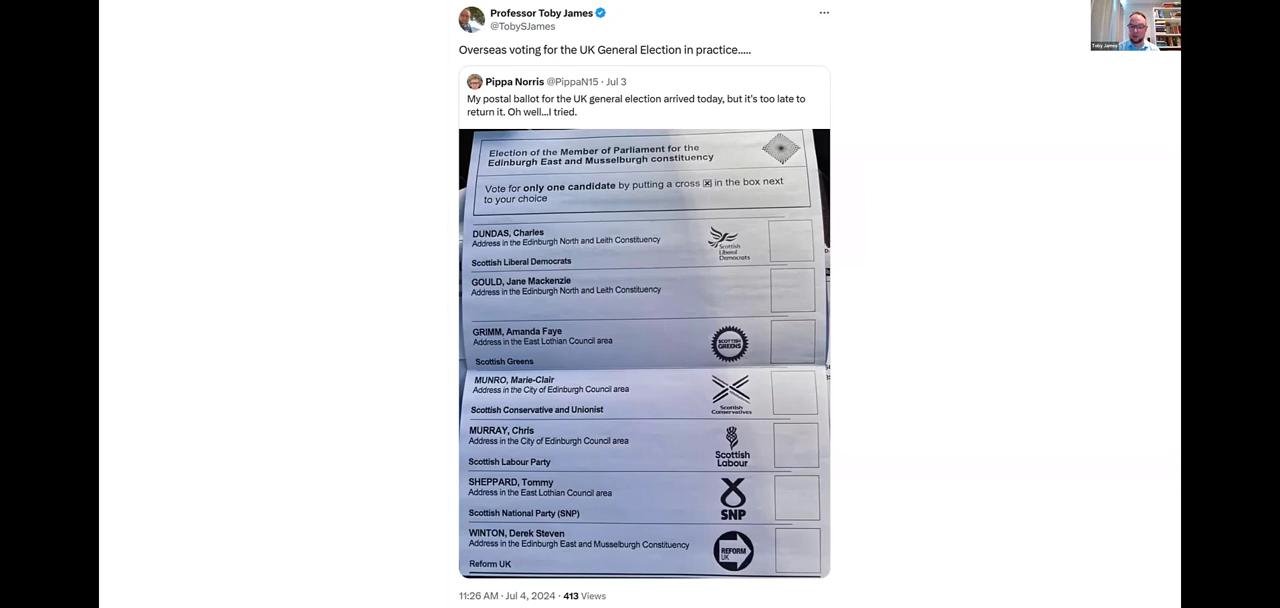 Professor Toby James
@TobySJames
Overseas voting for the UK General Election in practice.....
Pippa Norris @PippaN15 · Jul 3
My postal ballot for the UK general election arrived today, but it's too late to
return it. Oh well...I tried.
Election of the Member of Parliament for the
Edinburgh East and Musselburgh constituency
Vote for only one candidate by putting a cross ☒ in the box next
to your choice
DUNDAS, Charles
Address in the Edinburgh North and Leith Constituency
Scottish Liberal Democrats
Scottish
Liberal
Democrats
GOULD, Jane Mackenzie
Address in the Edinburgh North and Leith Constituency
GRIMM, Amanda Faye
Address in the East Lothian Council area
Scottish Greens
SCOTTISH
GREENS
MUNRO, Marie-Clair
Address in the City of Edinburgh Council area
Scottish Conservative and Unionist
Scottish
Conservatives
MURRAY, Chris
Address in the City of Edinburgh Council area
Scottish Labour Party
Scottish
Labour
SHEPPARD, Tommy
Address in the East Lothian Council area
Scottish National Party (SNP)
SNP
WINTON, Derek Steven
Address in the Edinburgh East and Musselburgh Constituency
Reform UK
REFORM
UK
11:26 AM · Jul 4, 2024 · 413 Views
Toby James